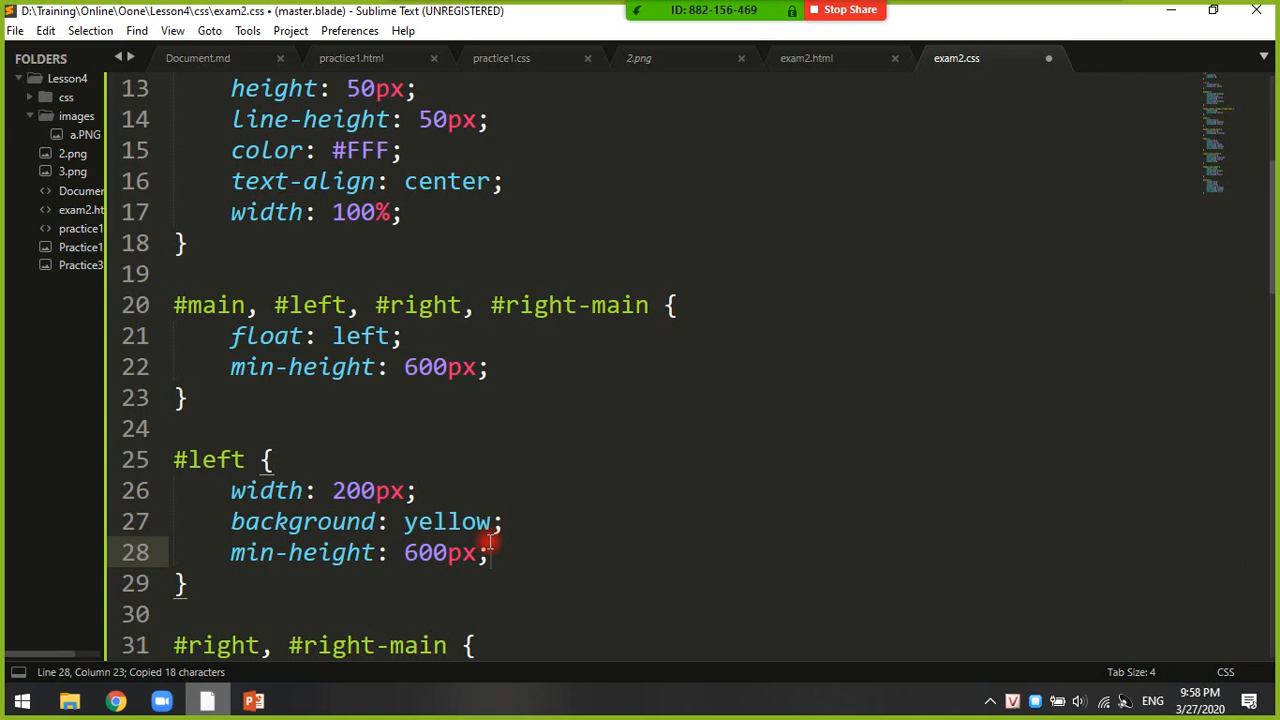 D:\Training\Online\Oone\Lesson4\css\exam2.css • (master.blade) - Sublime Text (UNREGISTERED)
ID: 882-156-469
Stop Share
File Edit Selection Find View Goto Tools Project Preferences Help
FOLDERS
Lesson4
css
images
a.PNG
2.png
3.png
Docume
exam2.ht
practice1
Practice1
Practice3
Document.md practice1.html practice1.css 2.png exam2.html exam2.css
13 height: 50px;
14 line-height: 50px;
15 color: #FFF;
16 text-align: center;
17 width: 100%;
18 }
19
20 #main, #left, #right, #right-main {
21 float: left;
22 min-height: 600px;
23 }
24
25 #left {
26 width: 200px;
27 background: yellow;
28 min-height: 600px;
29 }
30
31 #right, #right-main {
Line 28, Column 23; Copied 18 characters
Tab Size: 4
CSS
ENG
9:58 PM
3/27/2020